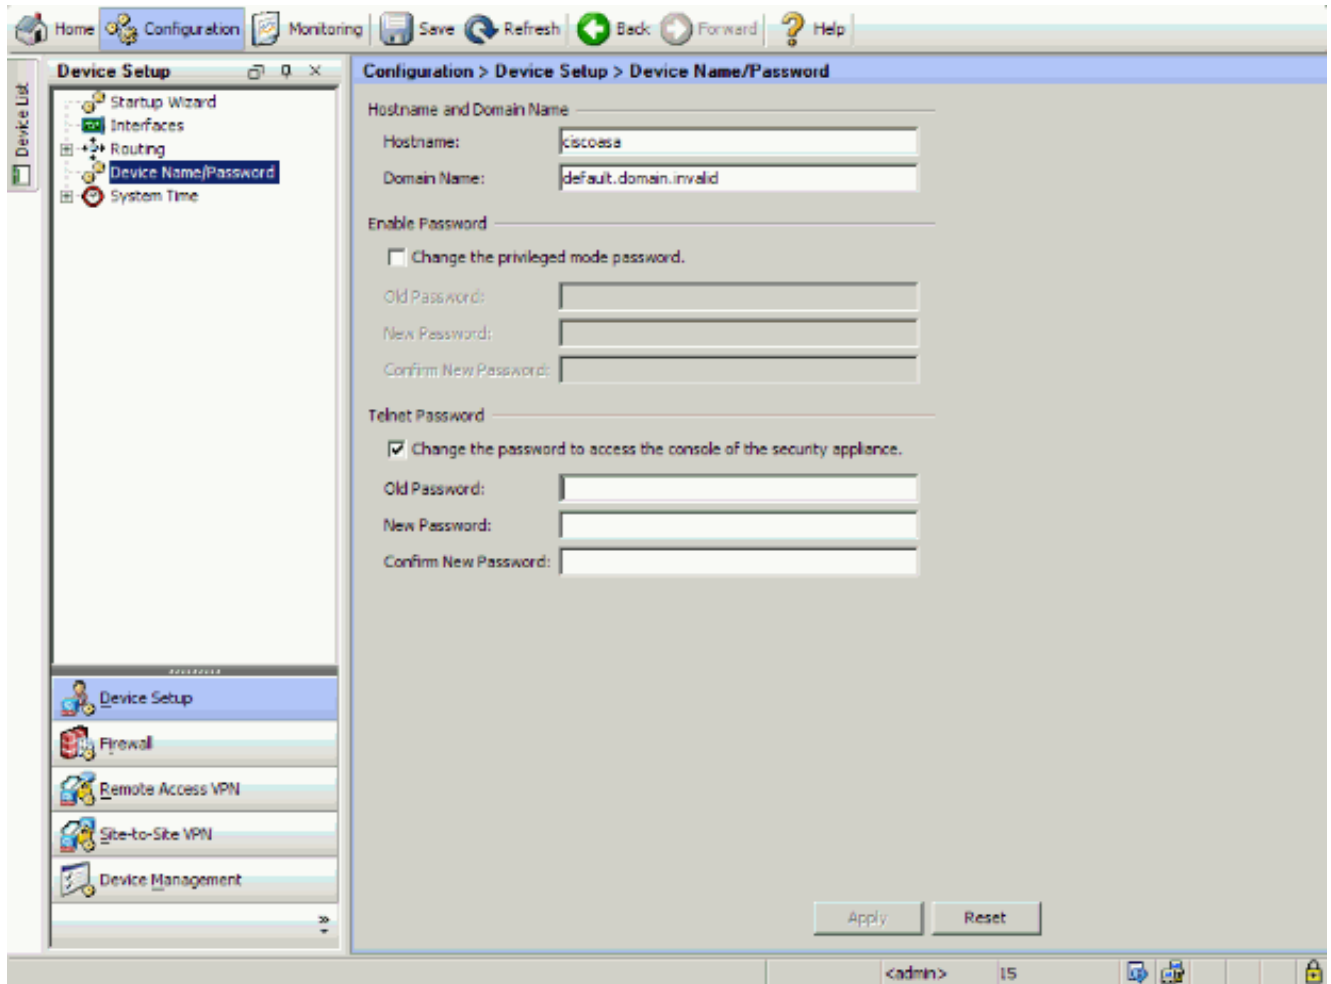 Home Configuration Monitoring Save Refresh Back Forward Help
Device List
Device Setup
Startup Wizard
Interfaces
Routing
Device Name/Password
System Time
Device Setup
Firewall
Remote Access VPN
Site-to-Site VPN
Device Management
Configuration > Device Setup > Device Name/Password
Hostname and Domain Name
Hostname: ciscoasa
Domain Name: default.domain.invalid
Enable Password
Change the privileged mode password.
Old Password:
New Password:
Confirm New Password:
Telnet Password
Change the password to access the console of the security appliance.
Old Password:
New Password:
Confirm New Password:
Apply Reset
<admin> 15